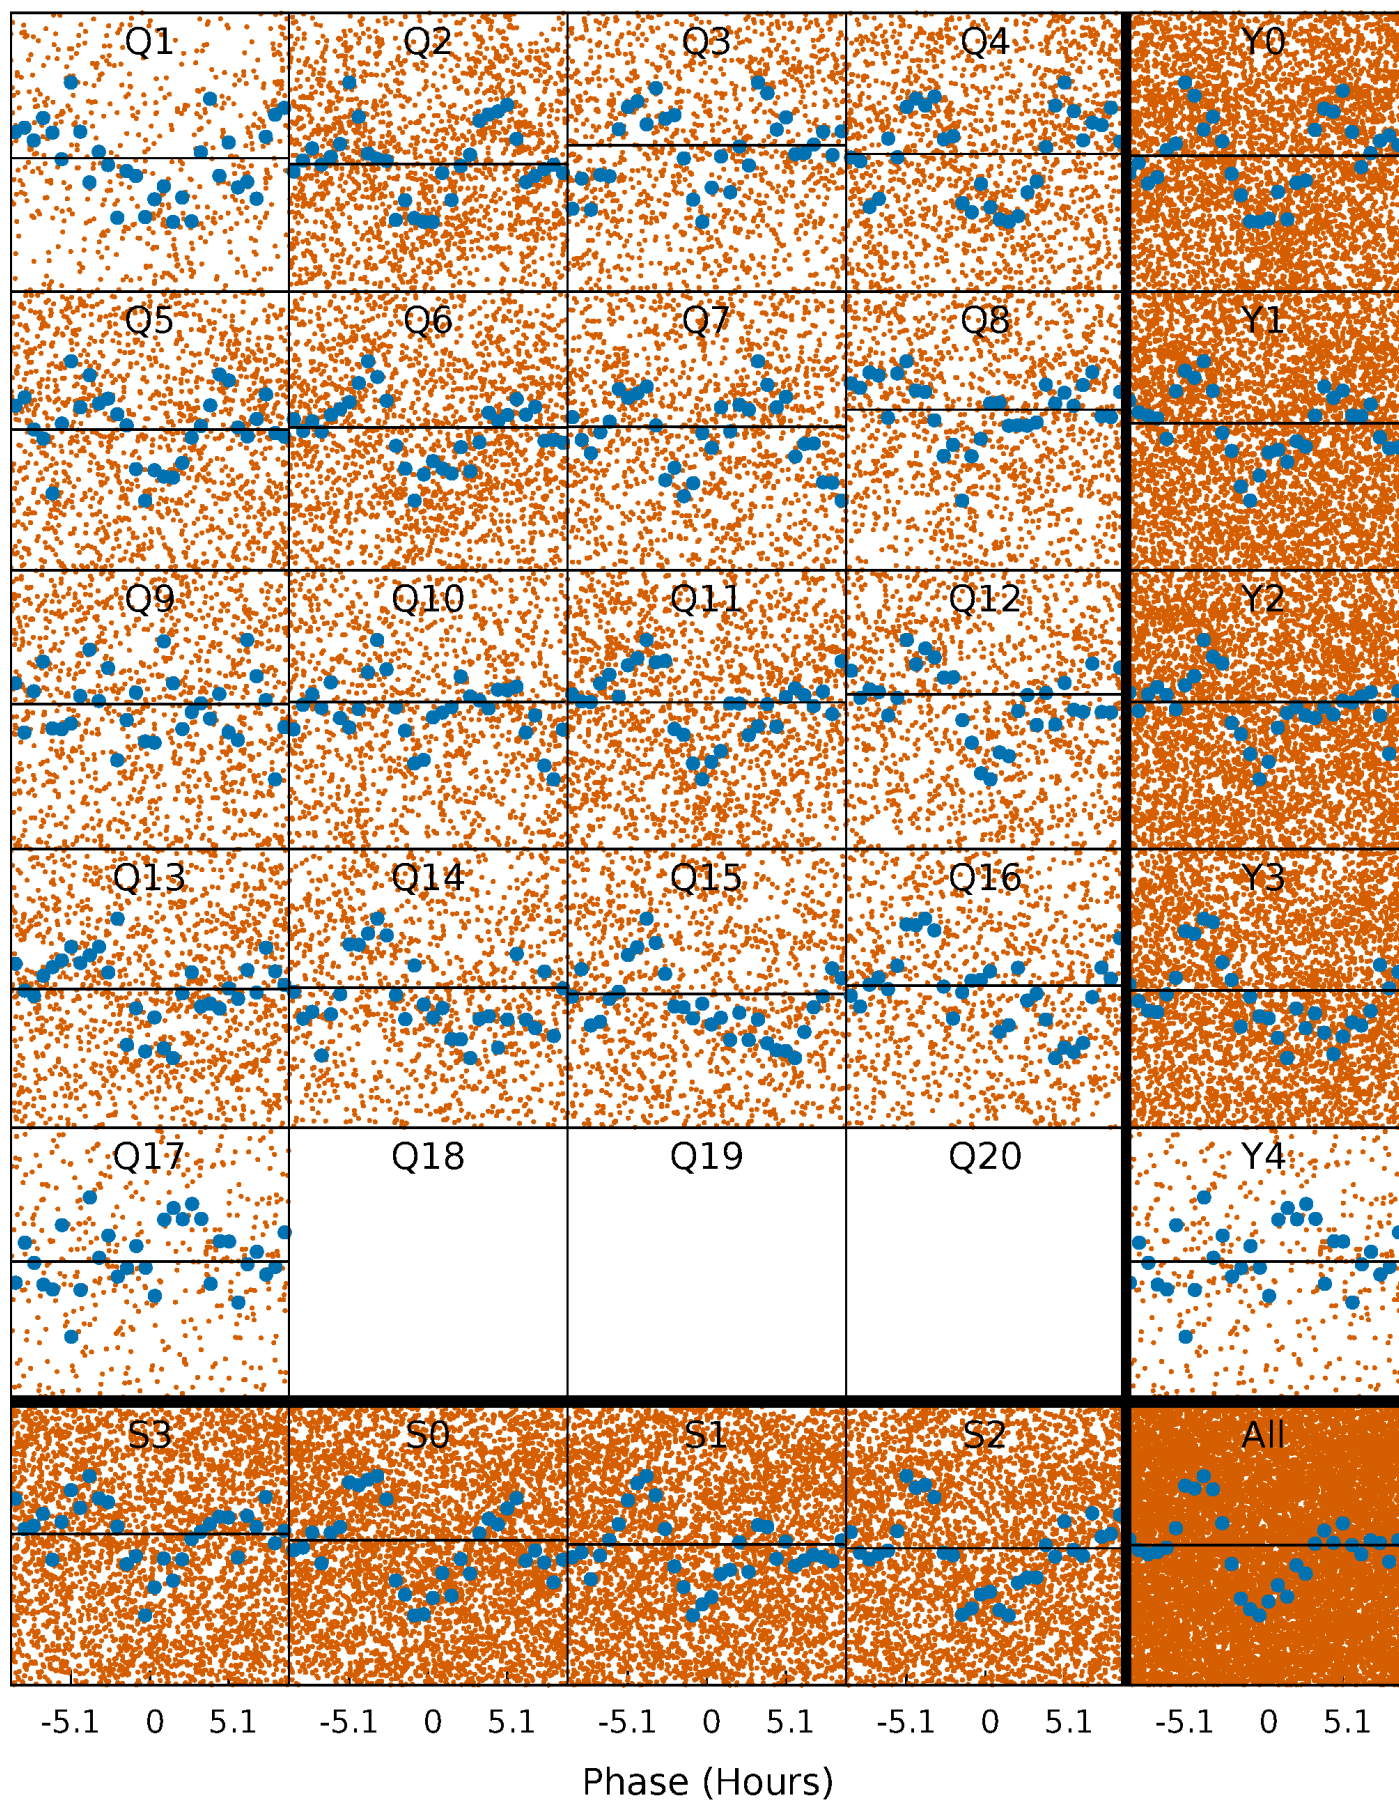 Q1 Q2 Q3 Q4 Y0
Q5 Q6 Q7 Q8 Y1
Q9 Q10 Q11 Q12 Y2
Q13 Q14 Q15 Q16 Y3
Q17 Q18 Q19 Q20 Y4
S3 S0 S1 S2 All
-5.1 0 5.1 -5.1 0 5.1 -5.1 0 5.1 -5.1 0 5.1 -5.1 0 5.1
Phase (Hours)